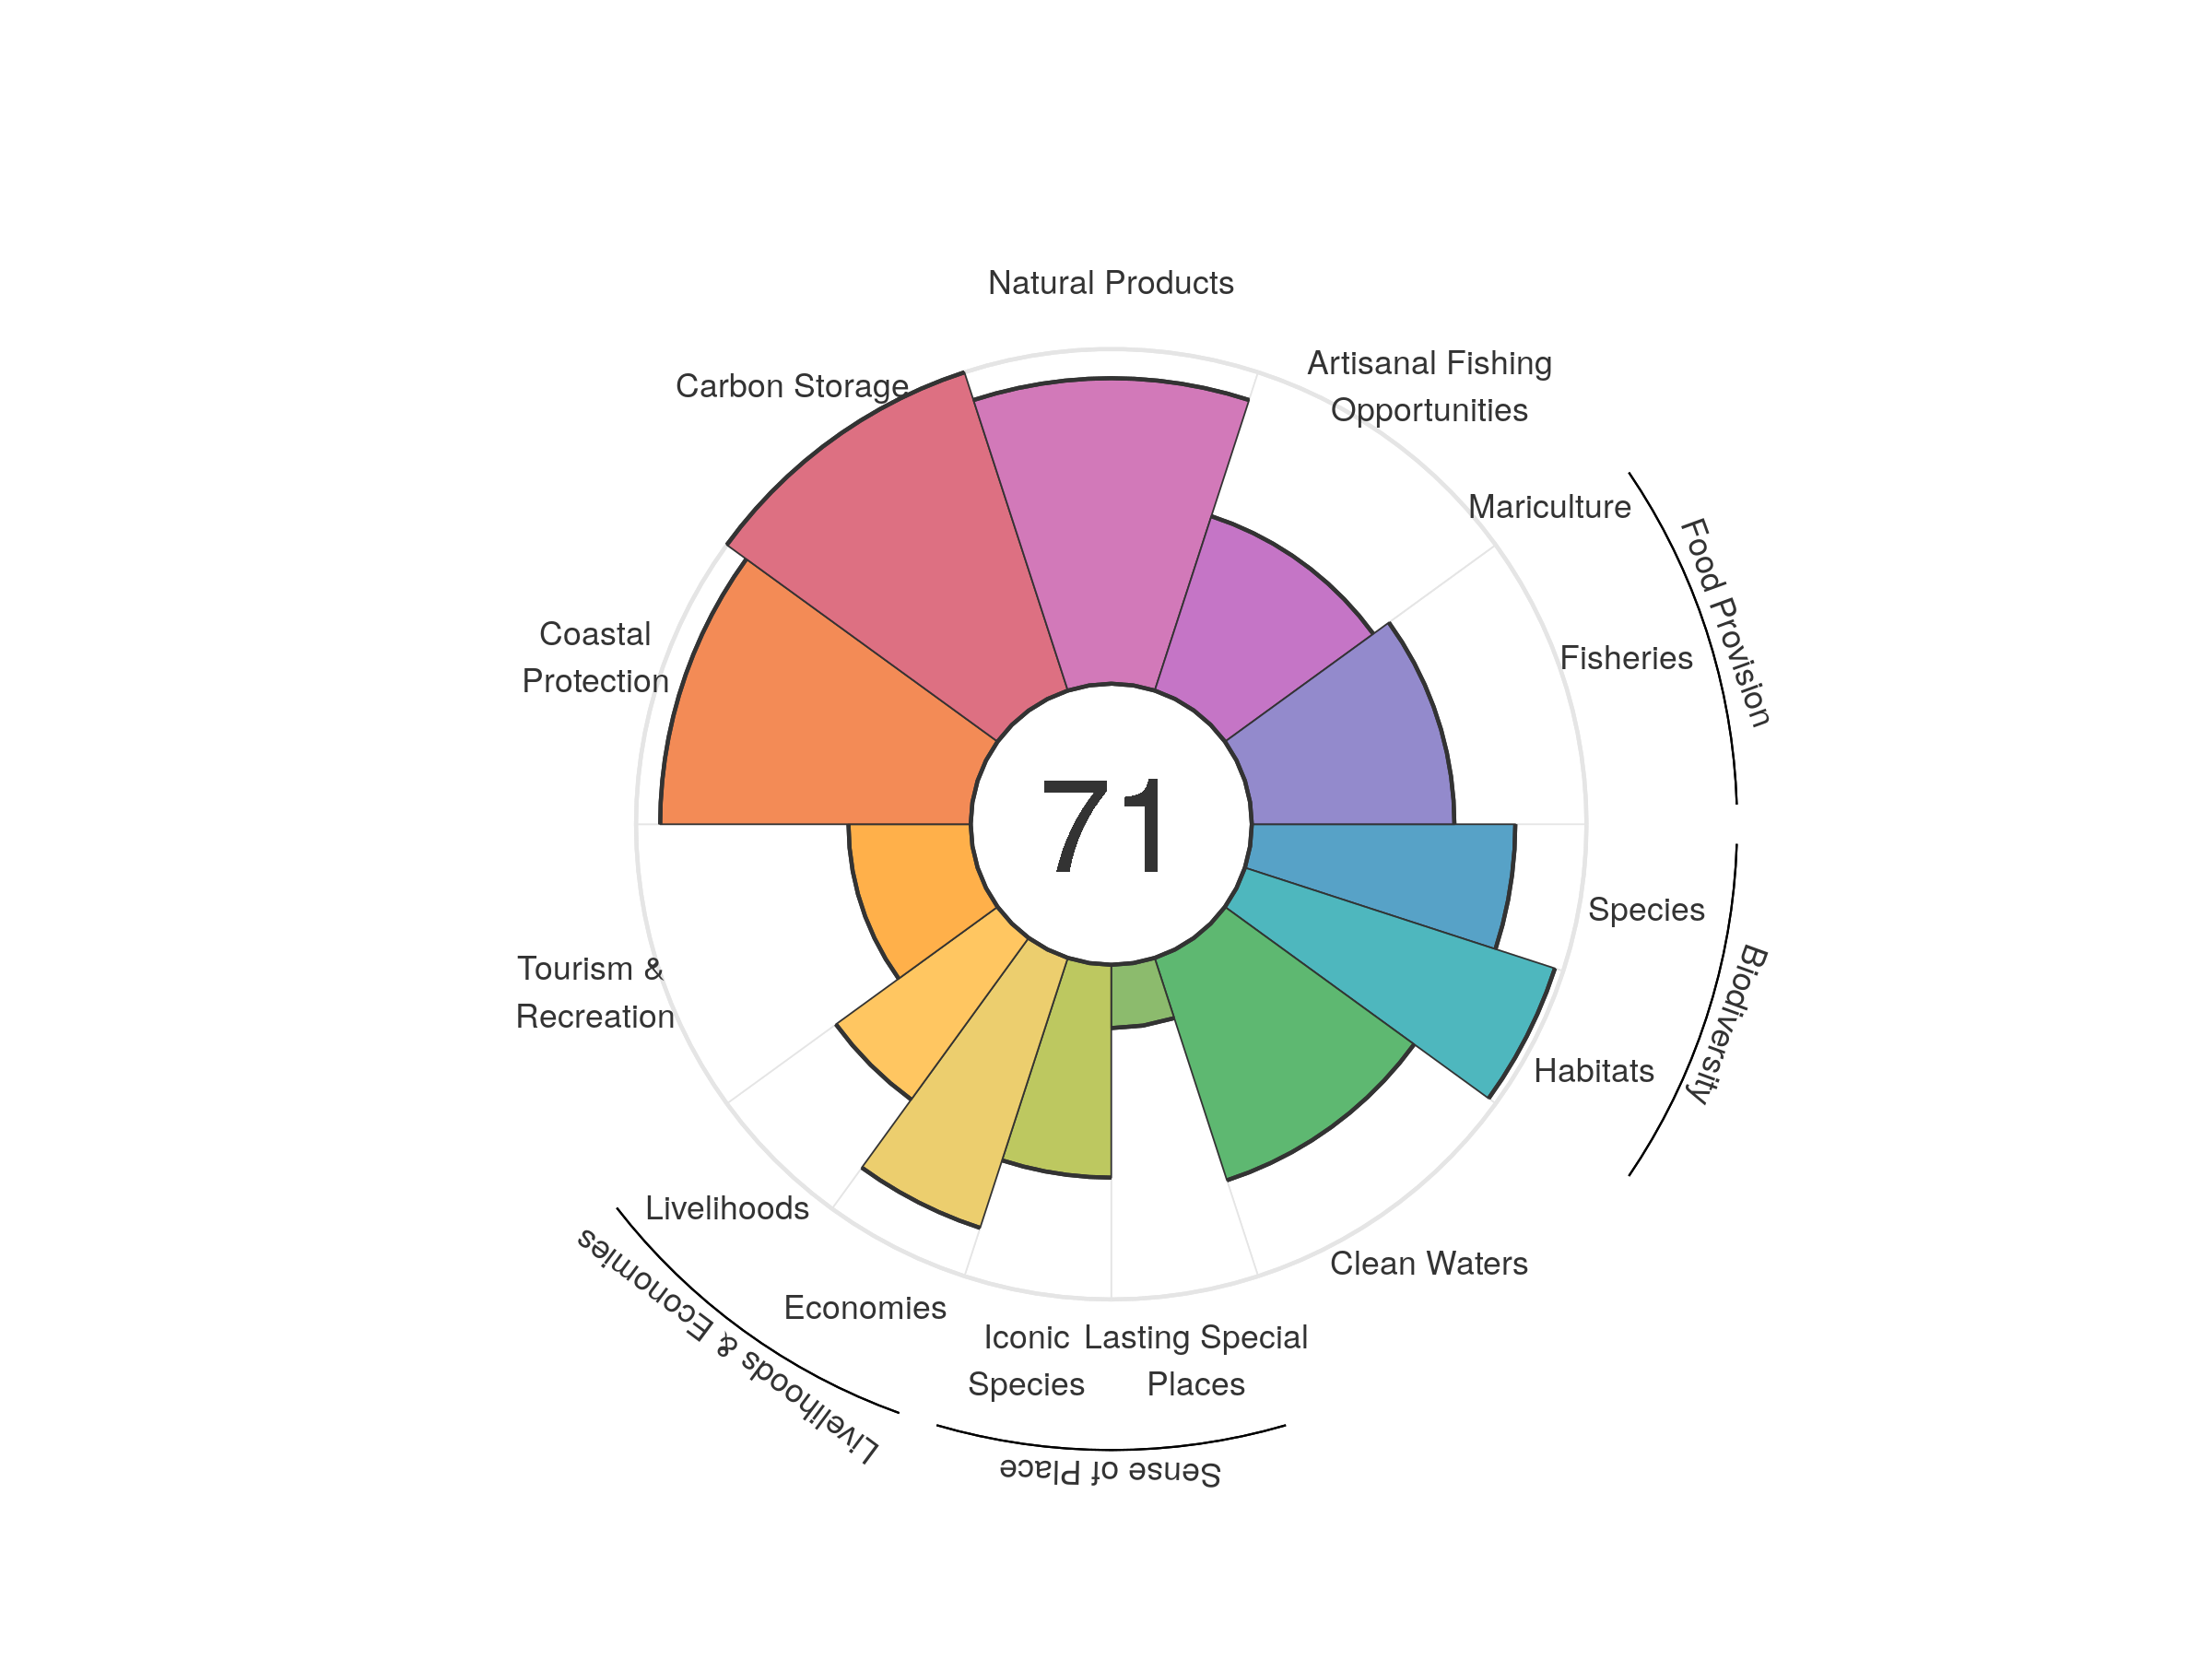 Natural Products
Artisanal Fishing
Opportunities
Carbon Storage
Mariculture
Food Provision
Coastal
Protection
Fisheries
71
Species
Biodiversity
Tourism &
Recreation
Habitats
Livelihoods
Livelihoods & Economies
Clean Waters
Economies
Iconic
Species
Lasting Special
Places
Sense of Place